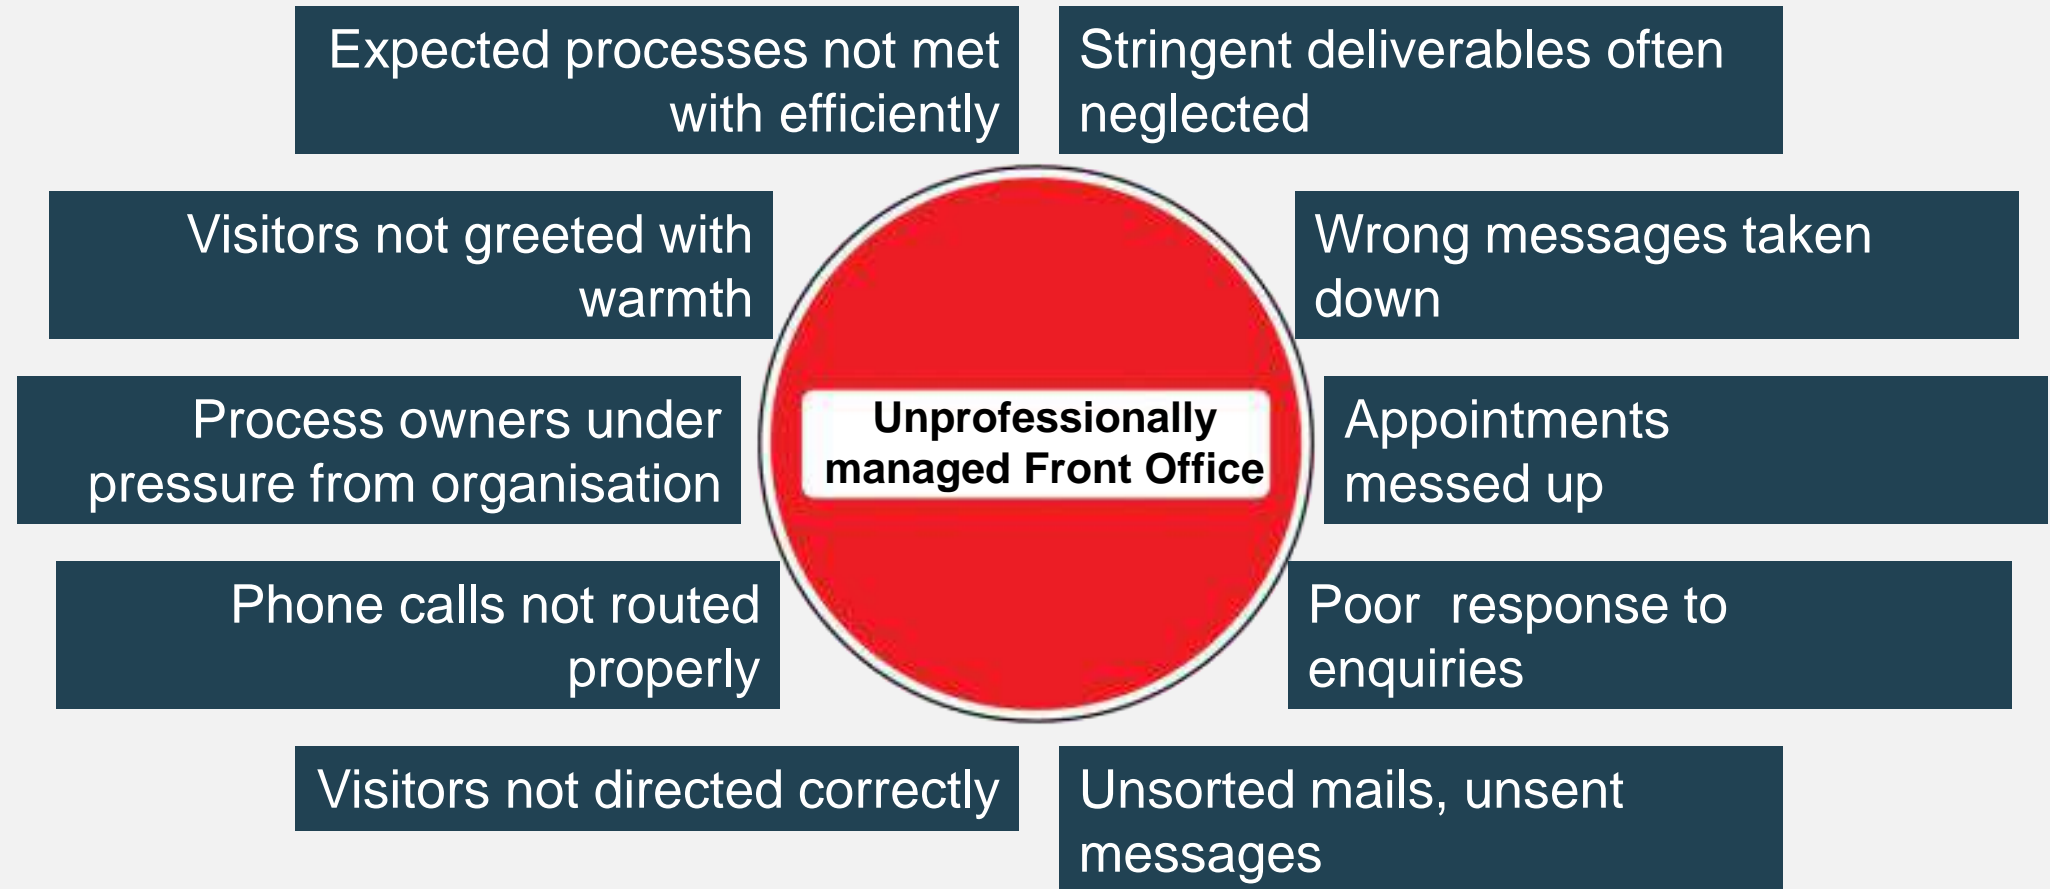 Expected processes not met
with efficiently
Stringent deliverables often
neglected
Visitors not greeted with
warmth
Wrong messages taken
down
Process owners under
pressure from organisation
Unprofessionally
managed Front Office
Appointments
messed up
Phone calls not routed
properly
Poor  response to
enquiries
Visitors not directed correctly
Unsorted mails, unsent
messages